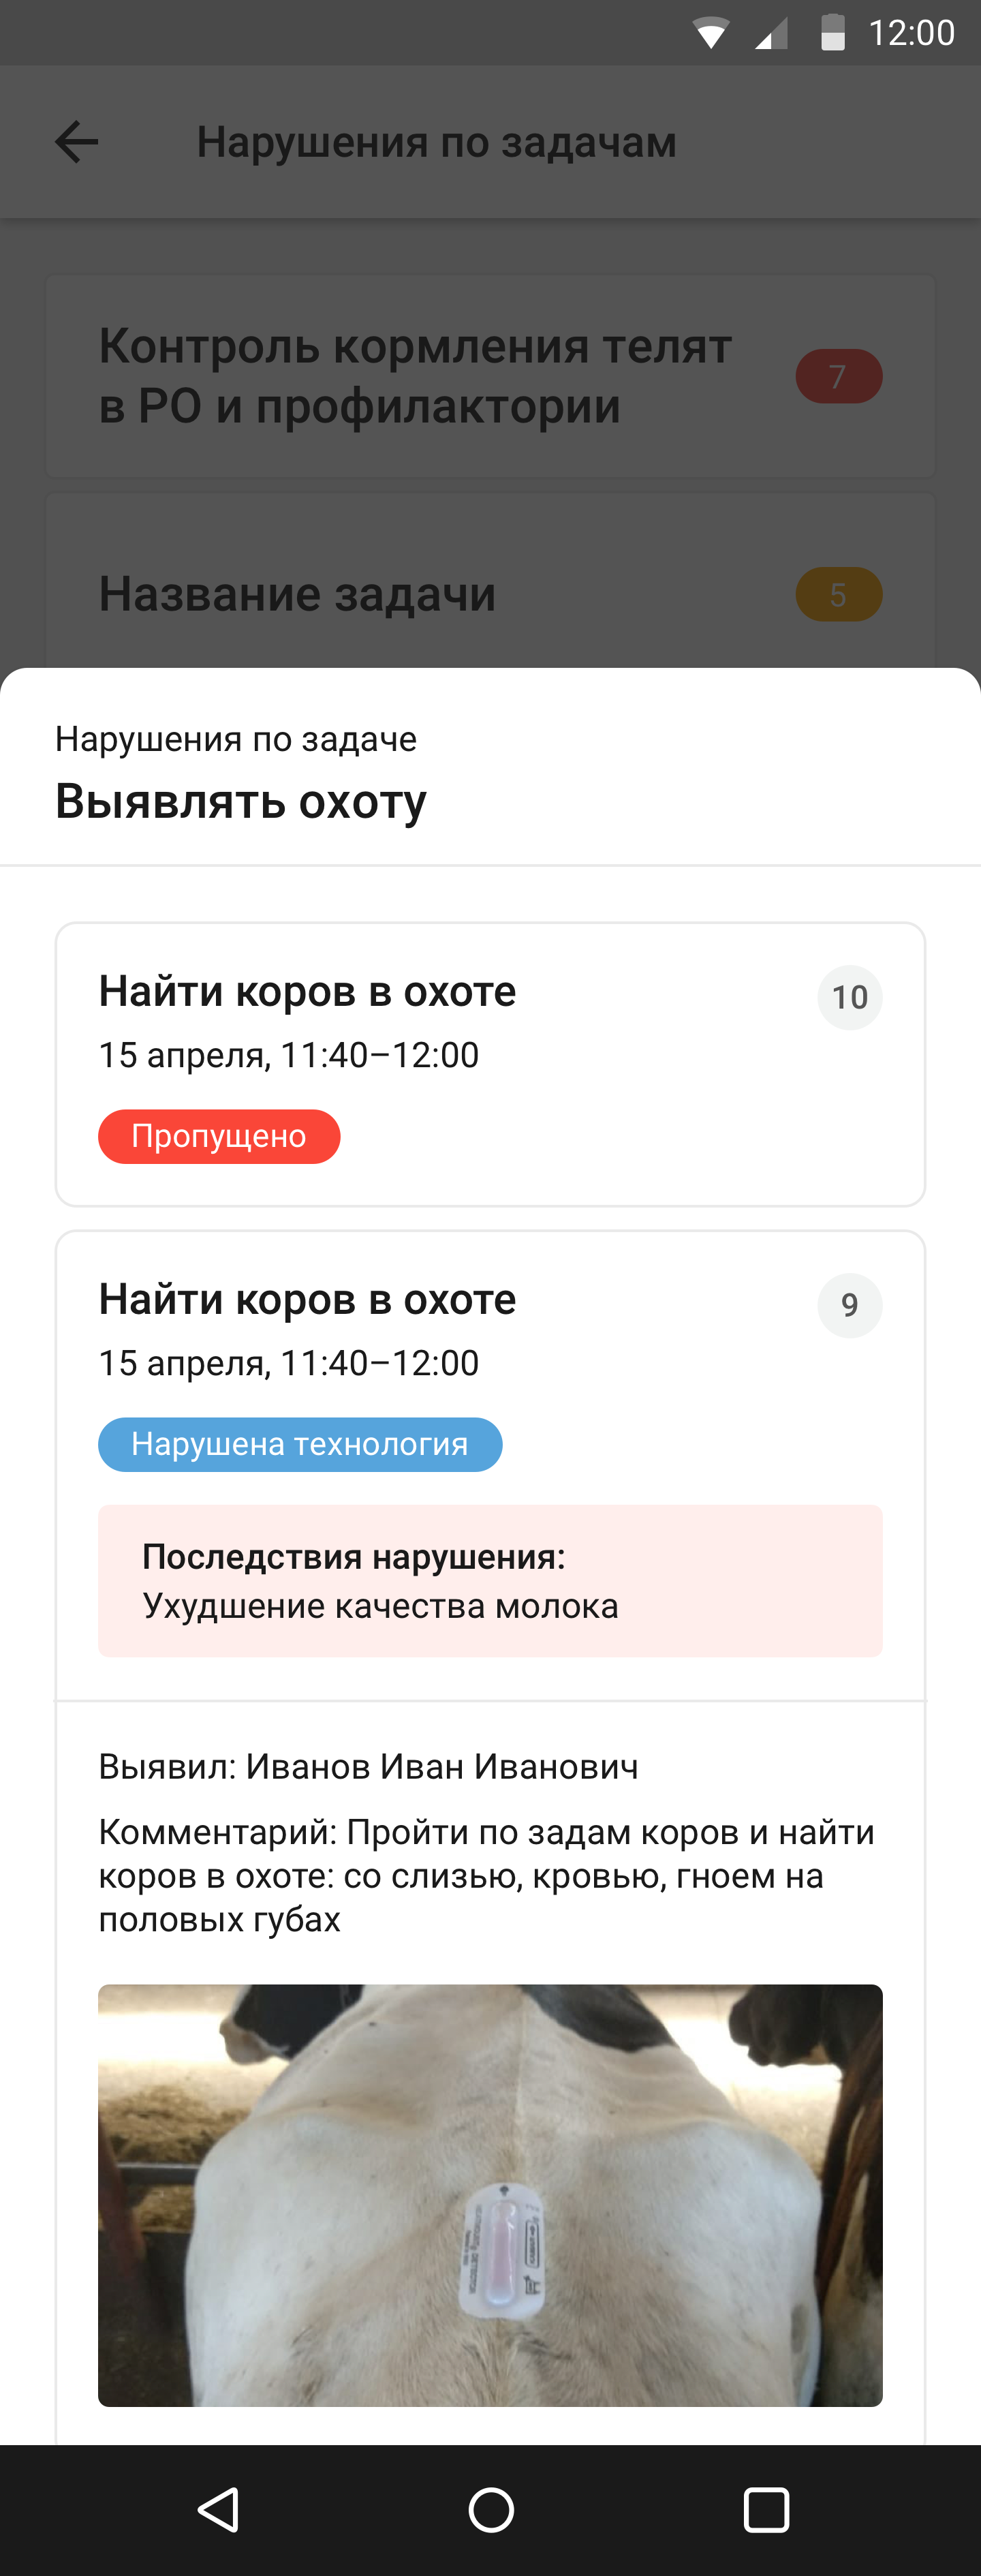 12:00
Нарушения по задачам
Контроль кормления телят
в РО и профилактории
7
Название задачи
5
Нарушения по задаче
Выявлять охоту
Найти коров в охоте
10
15 апреля, 11:40–12:00
Пропущено
Найти коров в охоте
9
15 апреля, 11:40–12:00
Нарушена технология
Последствия нарушения:
Ухудшение качества молока
Выявил: Иванов Иван Иванович
Комментарий: Пройти по задам коров и найти
коров в охоте: со слизью, кровью, гноем на
половых губах